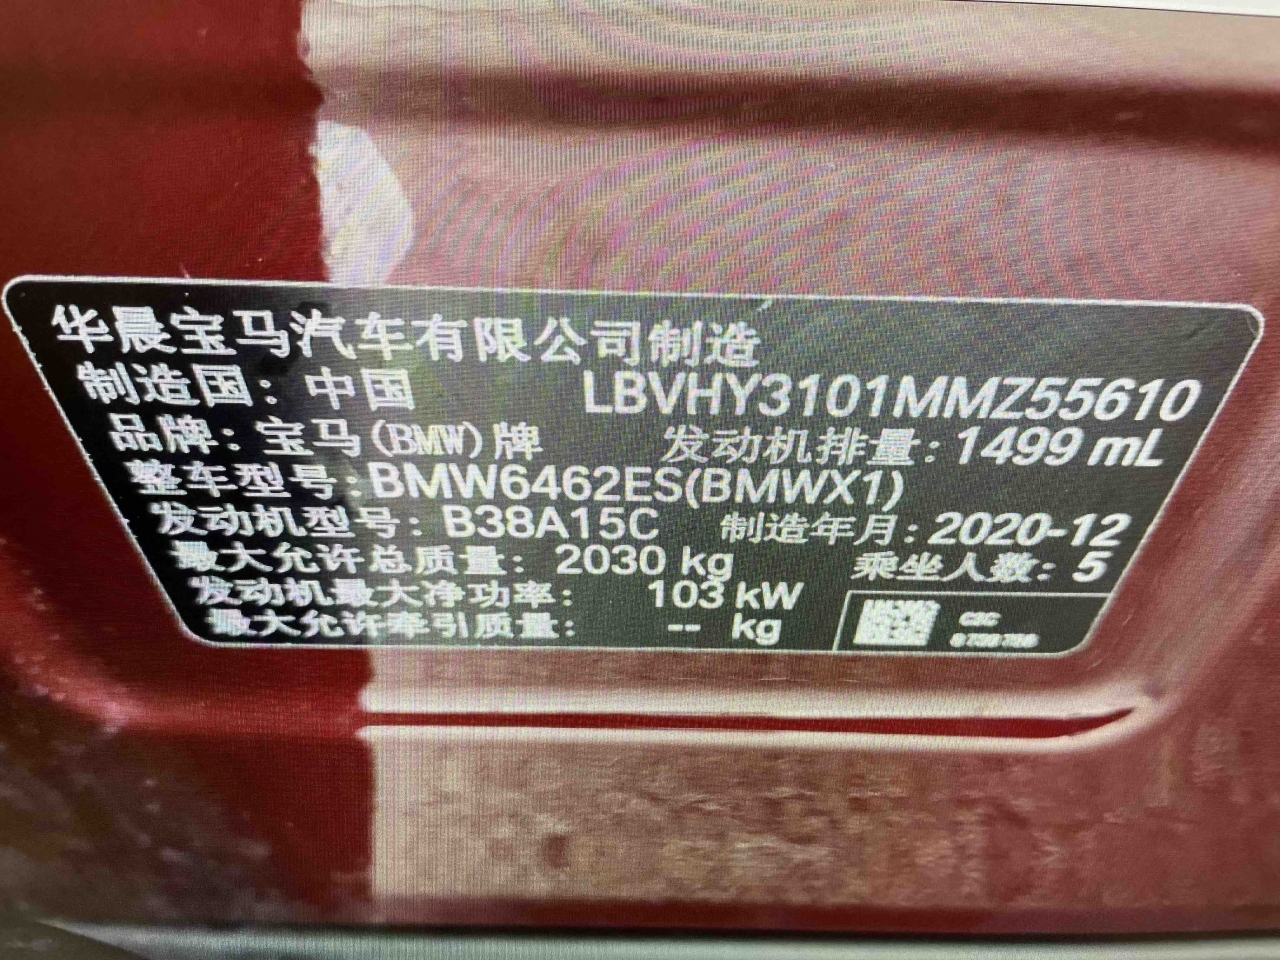 华晨宝马汽车有限公司制造
制造国：中国 LBVHY3101MMZ55610
品牌：宝马(BMW)牌 发动机排量：1499 mL
整车型号：BMW6462ES(BMWX1)
发动机型号：B38A15C 制造年月：2020-12
最大允许总质量：2030 kg 乘坐人数：5
发动机最大净功率：103 kW
最大允许牵引质量：-- kg